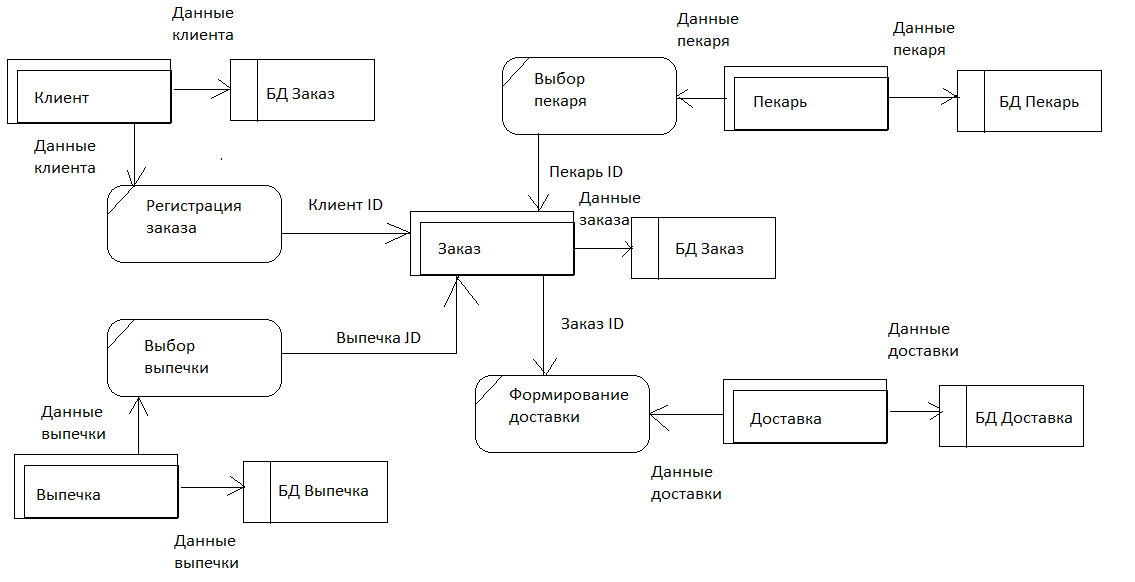 Данные
клиента
Клиент
БД Заказ
Данные
клиента
Регистрация
заказа
Клиент ID
Данные
пекаря
Данные
пекаря
Выбор
пекаря
Пекарь
БД Пекарь
Пекарь ID
Данные
заказа
Заказ
БД Заказ
Выбор
выпечки
Выпечка JD
Заказ ID
Данные
выпечки
Выпечка
БД Выпечка
Данные
выпечки
Формирование
доставки
Доставка
Данные
доставки
БД Доставка
Данные
доставки